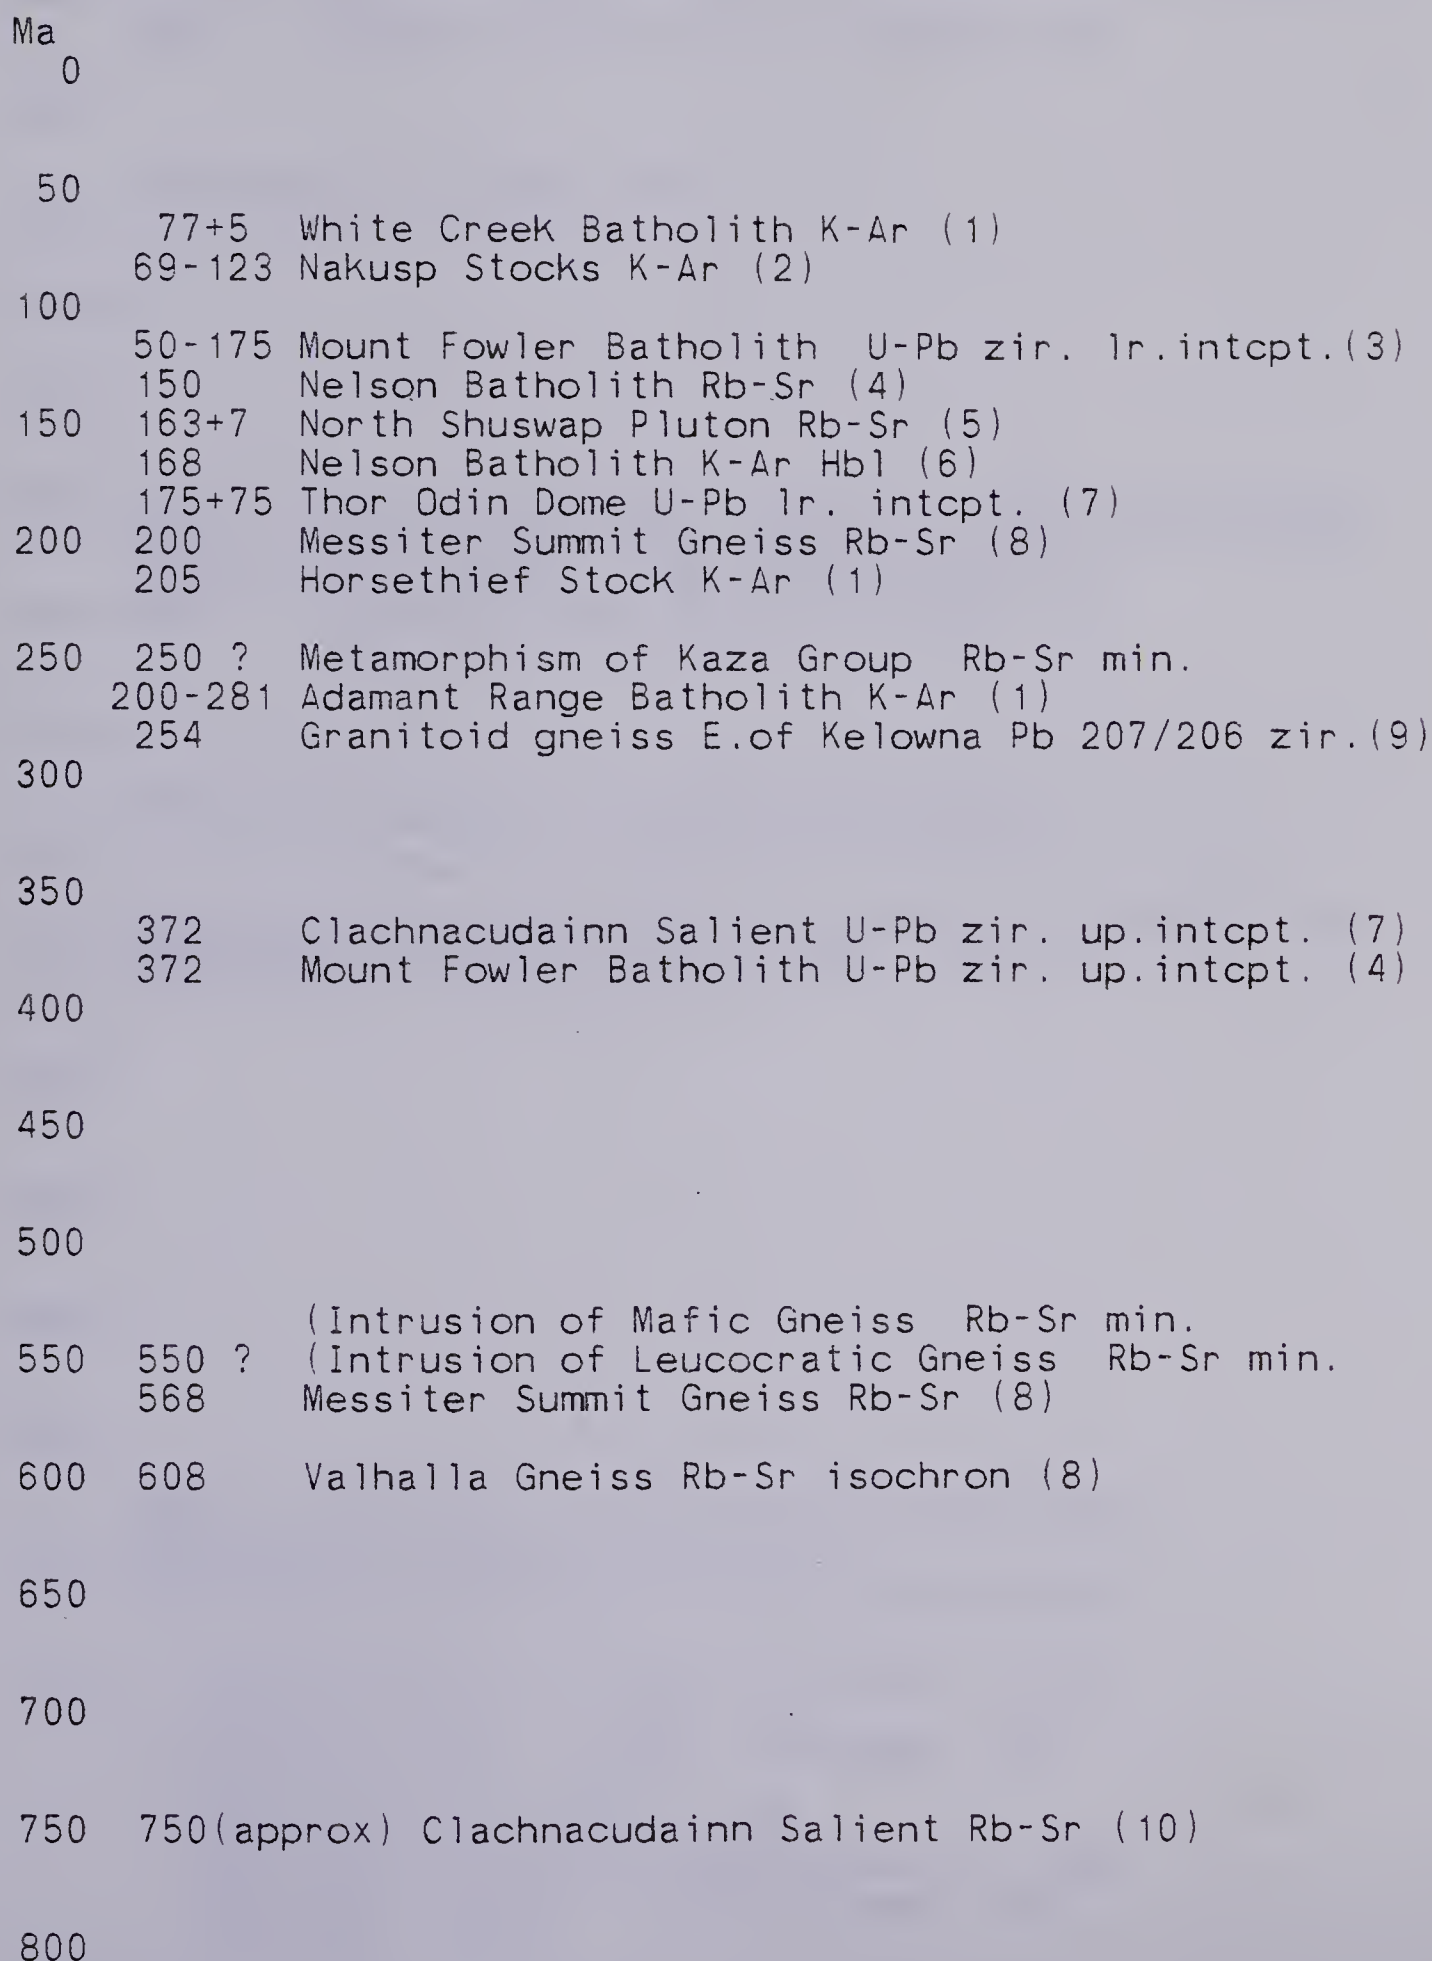 Ma
0
50
77+5 White Creek Batholith K-Ar (1)
69-123 Nakusp Stocks K-Ar (2)
100
50-175 Mount Fowler Batholith U-Pb zir. lr.intcpt.(3)
150 Nelson Batholith Rb-Sr (4)
150 163+7 North Shuswap Pluton Rb-Sr (5)
168 Nelson Batholith K-Ar Hbl (6)
175+75 Thor Odin Dome U-Pb lr. intcpt. (7)
200 200 Messiter Summit Gneiss Rb-Sr (8)
205 Horsethief Stock K-Ar (1)
250 250 ? Metamorphism of Kaza Group Rb-Sr min.
200-281 Adamant Range Batholith K-Ar (1)
254 Granitoid gneiss E.of Kelowna Pb 207/206 zir.(9)
300
350
372 Clachnacudainn Salient U-Pb zir. up.intcpt. (7)
372 Mount Fowler Batholith U-Pb zir. up.intcpt. (4)
400
450
500
(Intrusion of Mafic Gneiss Rb-Sr min.
550 550 ? (Intrusion of Leucocratic Gneiss Rb-Sr min.
568 Messiter Summit Gneiss Rb-Sr (8)
600 608 Valhalla Gneiss Rb-Sr isochron (8)
650
700
750 750(approx) Clachnacudainn Salient Rb-Sr (10)
800